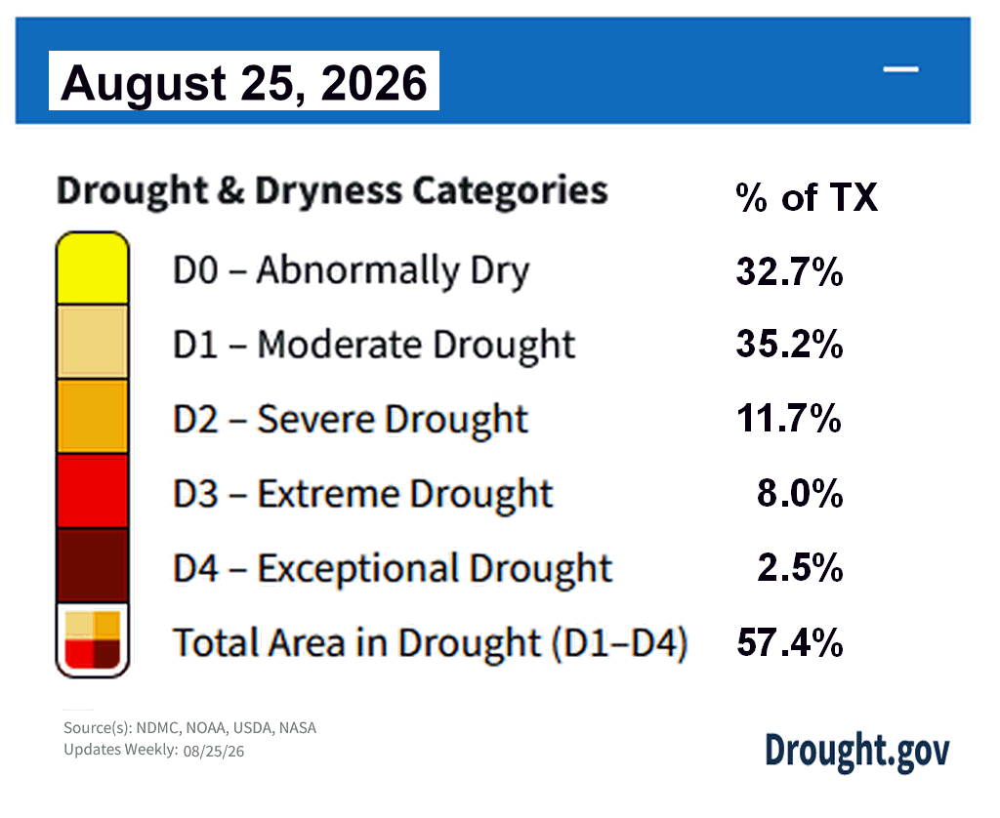 August 25, 2026
Drought & Dryness Categories % of TX
D0 – Abnormally Dry 32.7%
D1 – Moderate Drought 35.2%
D2 – Severe Drought 11.7%
D3 – Extreme Drought 8.0%
D4 – Exceptional Drought 2.5%
Total Area in Drought (D1–D4) 57.4%
Source(s): NDMC, NOAA, USDA, NASA
Updates Weekly: 08/25/26
Drought.gov